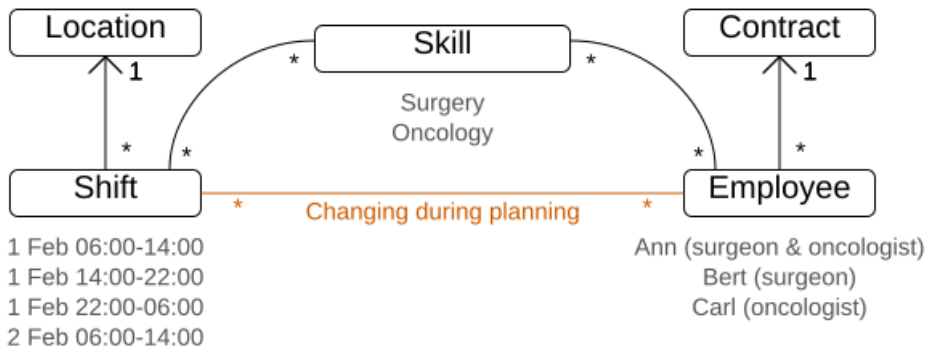 Location
Skill
Contract
1
*
*
1
Surgery
Oncology
*
*
*
*
Shift
Employee
*
Changing during planning
*
1 Feb 06:00-14:00
1 Feb 14:00-22:00
1 Feb 22:00-06:00
2 Feb 06:00-14:00
Ann (surgeon & oncologist)
Bert (surgeon)
Carl (oncologist)